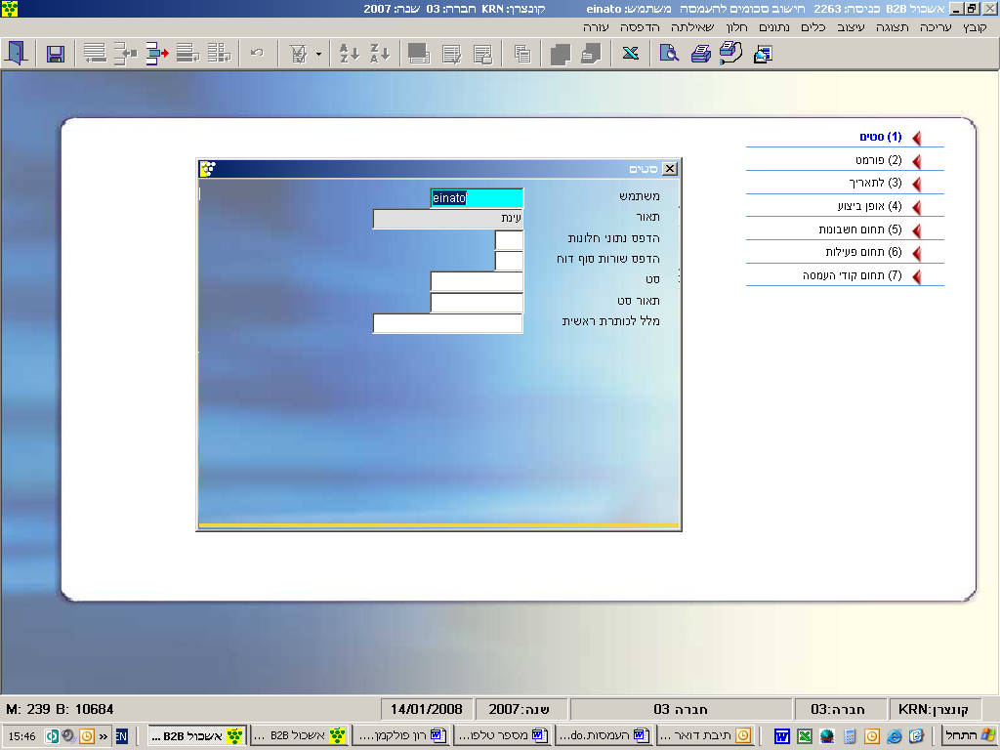 אשכול B2B כניסה: 2263 חישוב סכומים להעמסה משתמש: einato קונצרן: KRN חברה: 03 שנה: 2007
קובץ עריכה תצוגה עיצוב כלים נתונים חלון שאילתה הדפסה עזרה
(1) סטים
(2) פורמט
(3) לתאריך
(4) אופן ביצוע
(5) תחום חשבונות
(6) תחום פעילות
(7) תחום קודי העמסה
סטים
משתמש einato
תאור עינת
הדפס נתוני חלונות
הדפס שורות סוף דוח
סט
תאור סט
מלל לכותרת ראשית
קונצרן:KRN חברה:03 חברה 03 שנה:2007 14/01/2008 M: 239 B: 10684
התחל תיבת דואר ... העמסות.do... מספר טלפו... רון פולקמן.... אשכול B2B ... אשכול B2B ... EN » 15:46